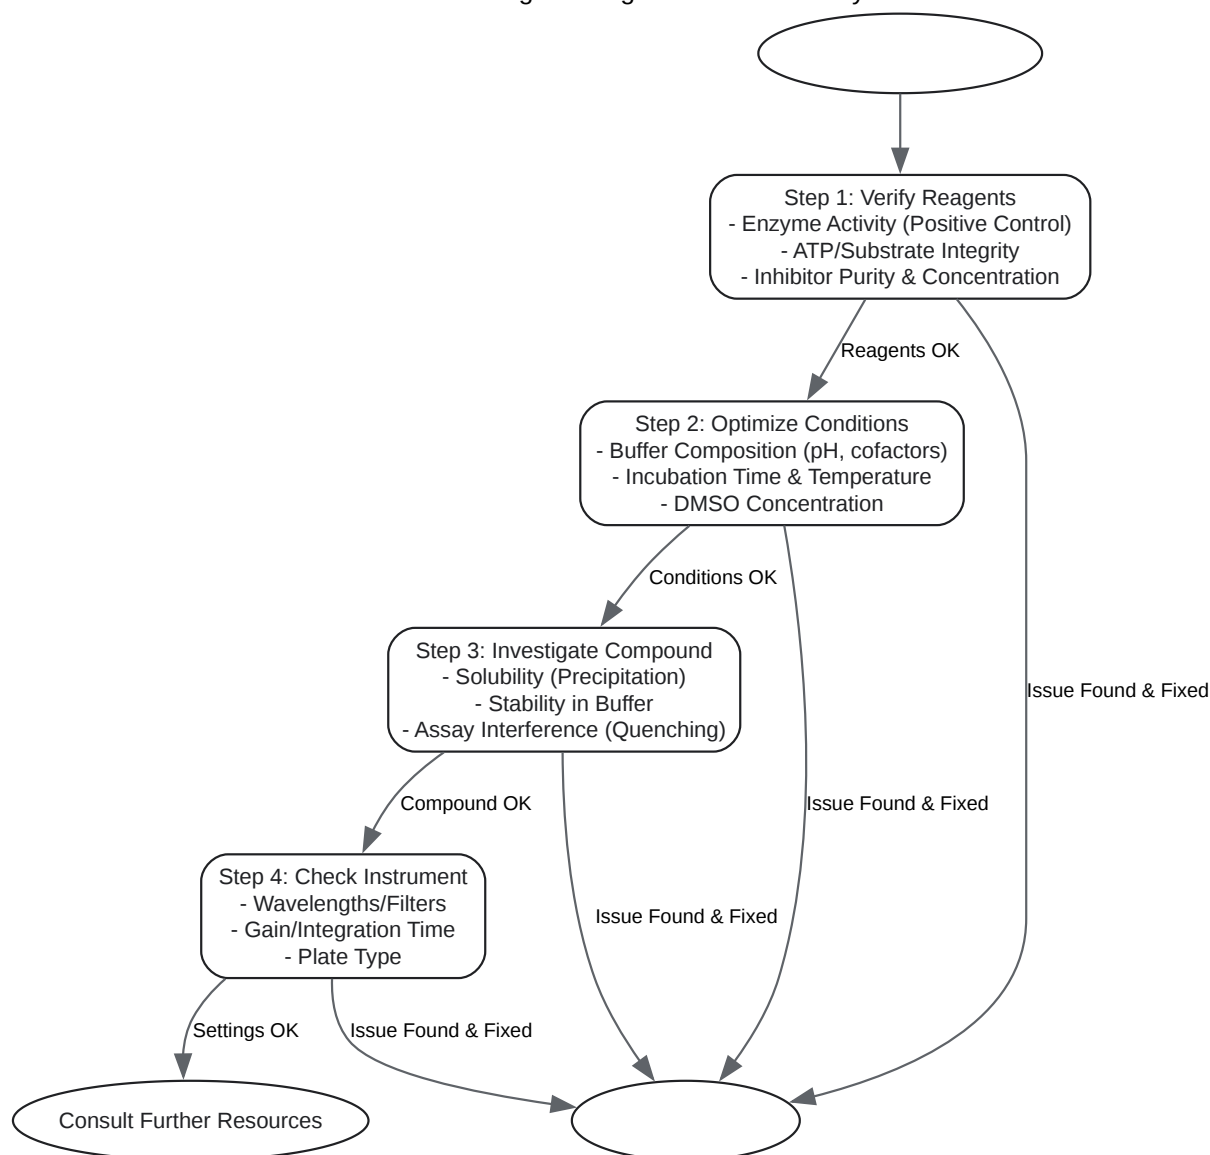 Step 1: Verify Reagents
- Enzyme Activity (Positive Control)
- ATP/Substrate Integrity
- Inhibitor Purity & Concentration
Reagents OK
Step 2: Optimize Conditions
- Buffer Composition (pH, cofactors)
- Incubation Time & Temperature
- DMSO Concentration
Conditions OK
Step 3: Investigate Compound
- Solubility (Precipitation)
- Stability in Buffer
- Assay Interference (Quenching)
Issue Found & Fixed
Compound OK
Issue Found & Fixed
Step 4: Check Instrument
- Wavelengths/Filters
- Gain/Integration Time
- Plate Type
Issue Found & Fixed
Settings OK
Issue Found & Fixed
Consult Further Resources